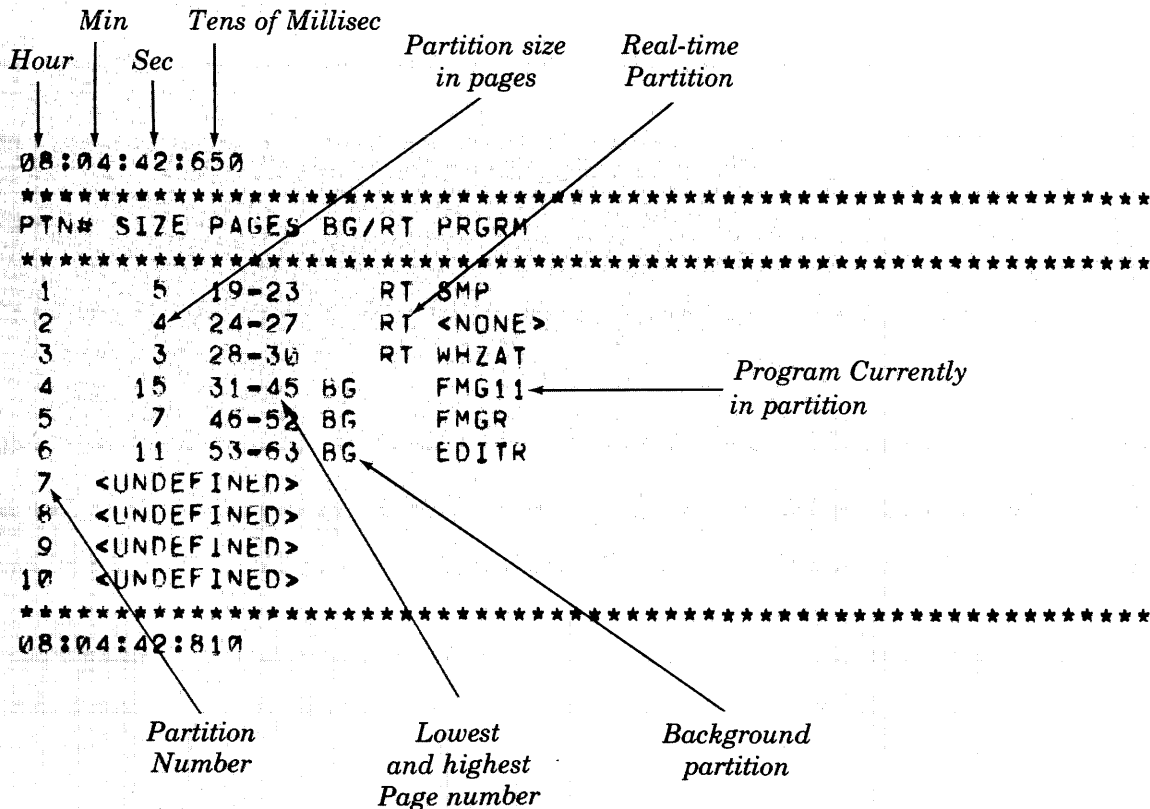 Min Tens of Millisec
Partition size Real-time
Hour Sec in pages Partition
08:04:42:650
************************************************************
PTN# SIZE PAGES BG/RT PRGRM
************************************************************
1 5 19-23 RT SMP
2 4 24-27 RT <NONE>
3 3 28-30 RT WHZAT
Program Currently
4 15 31-45 BG FMG11
in partition
5 7 46-52 BG FMGR
6 11 53-63 BG EDITR
7 <UNDEFINED>
8 <UNDEFINED>
9 <UNDEFINED>
10 <UNDEFINED>
************************************************************
08:04:42:810
Partition Lowest Background
Number and highest partition
Page number